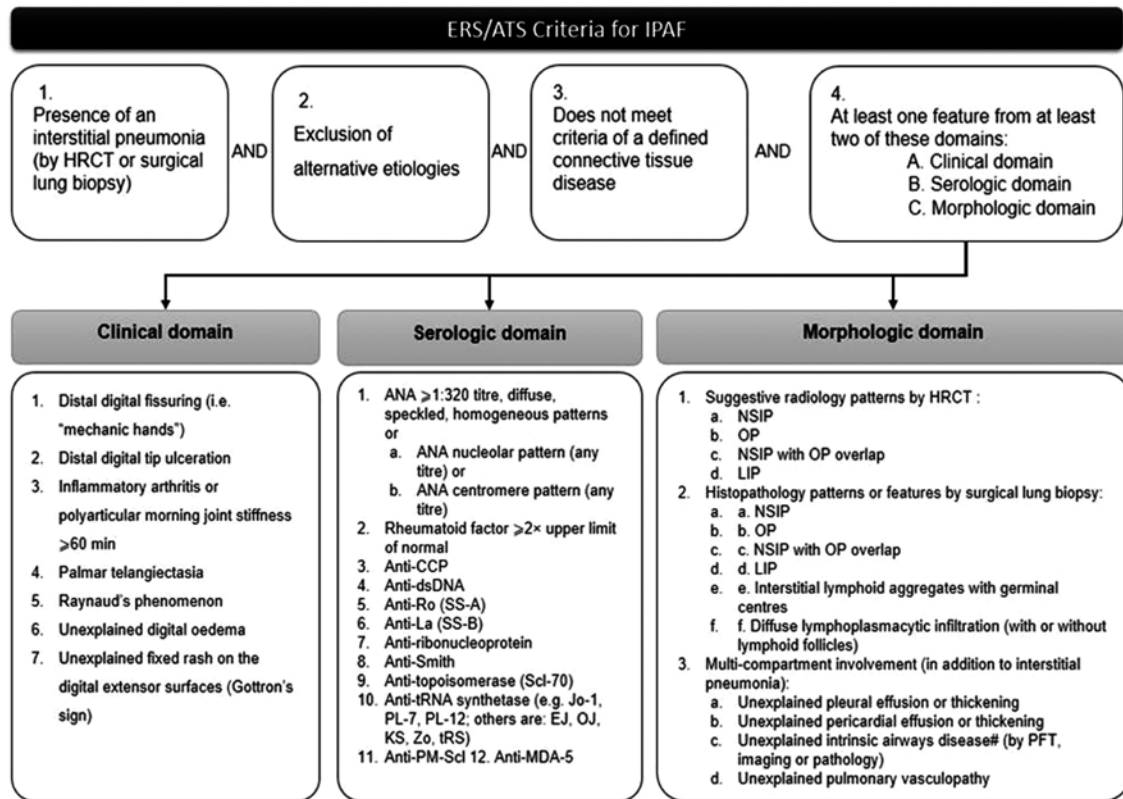 ERS/ATS Criteria for IPAF
1.
Presence of an
interstitial pneumonia
(by HRCT or surgical
lung biopsy)
AND
2.
Exclusion of
alternative etiologies
AND
3.
Does not meet
criteria of a defined
connective tissue
disease
AND
4.
At least one feature from at least
two of these domains:
A. Clinical domain
B. Serologic domain
C. Morphologic domain
Clinical domain
1. Distal digital fissuring (i.e.
"mechanic hands")
2. Distal digital tip ulceration
3. Inflammatory arthritis or
polyarticular morning joint stiffness
⩾60 min
4. Palmar telangiectasia
5. Raynaud's phenomenon
6. Unexplained digital oedema
7. Unexplained fixed rash on the
digital extensor surfaces (Gottron's
sign)
Serologic domain
1. ANA ⩾1:320 titre, diffuse,
speckled, homogeneous patterns
or
a. ANA nucleolar pattern (any
titre) or
b. ANA centromere pattern (any
titre)
2. Rheumatoid factor ⩾2× upper limit
of normal
3. Anti-CCP
4. Anti-dsDNA
5. Anti-Ro (SS-A)
6. Anti-La (SS-B)
7. Anti-ribonucleoprotein
8. Anti-Smith
9. Anti-topoisomerase (Scl-70)
10. Anti-tRNA synthetase (e.g. Jo-1,
PL-7, PL-12; others are: EJ, OJ,
KS, Zo, tRS)
11. Anti-PM-Scl 12. Anti-MDA-5
Morphologic domain
1. Suggestive radiology patterns by HRCT :
a. NSIP
b. OP
c. NSIP with OP overlap
d. LIP
2. Histopathology patterns or features by surgical lung biopsy:
a. a. NSIP
b. b. OP
c. c. NSIP with OP overlap
d. d. LIP
e. e. Interstitial lymphoid aggregates with germinal
centres
f. f. Diffuse lymphoplasmacytic infiltration (with or without
lymphoid follicles)
3. Multi-compartment involvement (in addition to interstitial
pneumonia):
a. Unexplained pleural effusion or thickening
b. Unexplained pericardial effusion or thickening
c. Unexplained intrinsic airways disease# (by PFT,
imaging or pathology)
d. Unexplained pulmonary vasculopathy